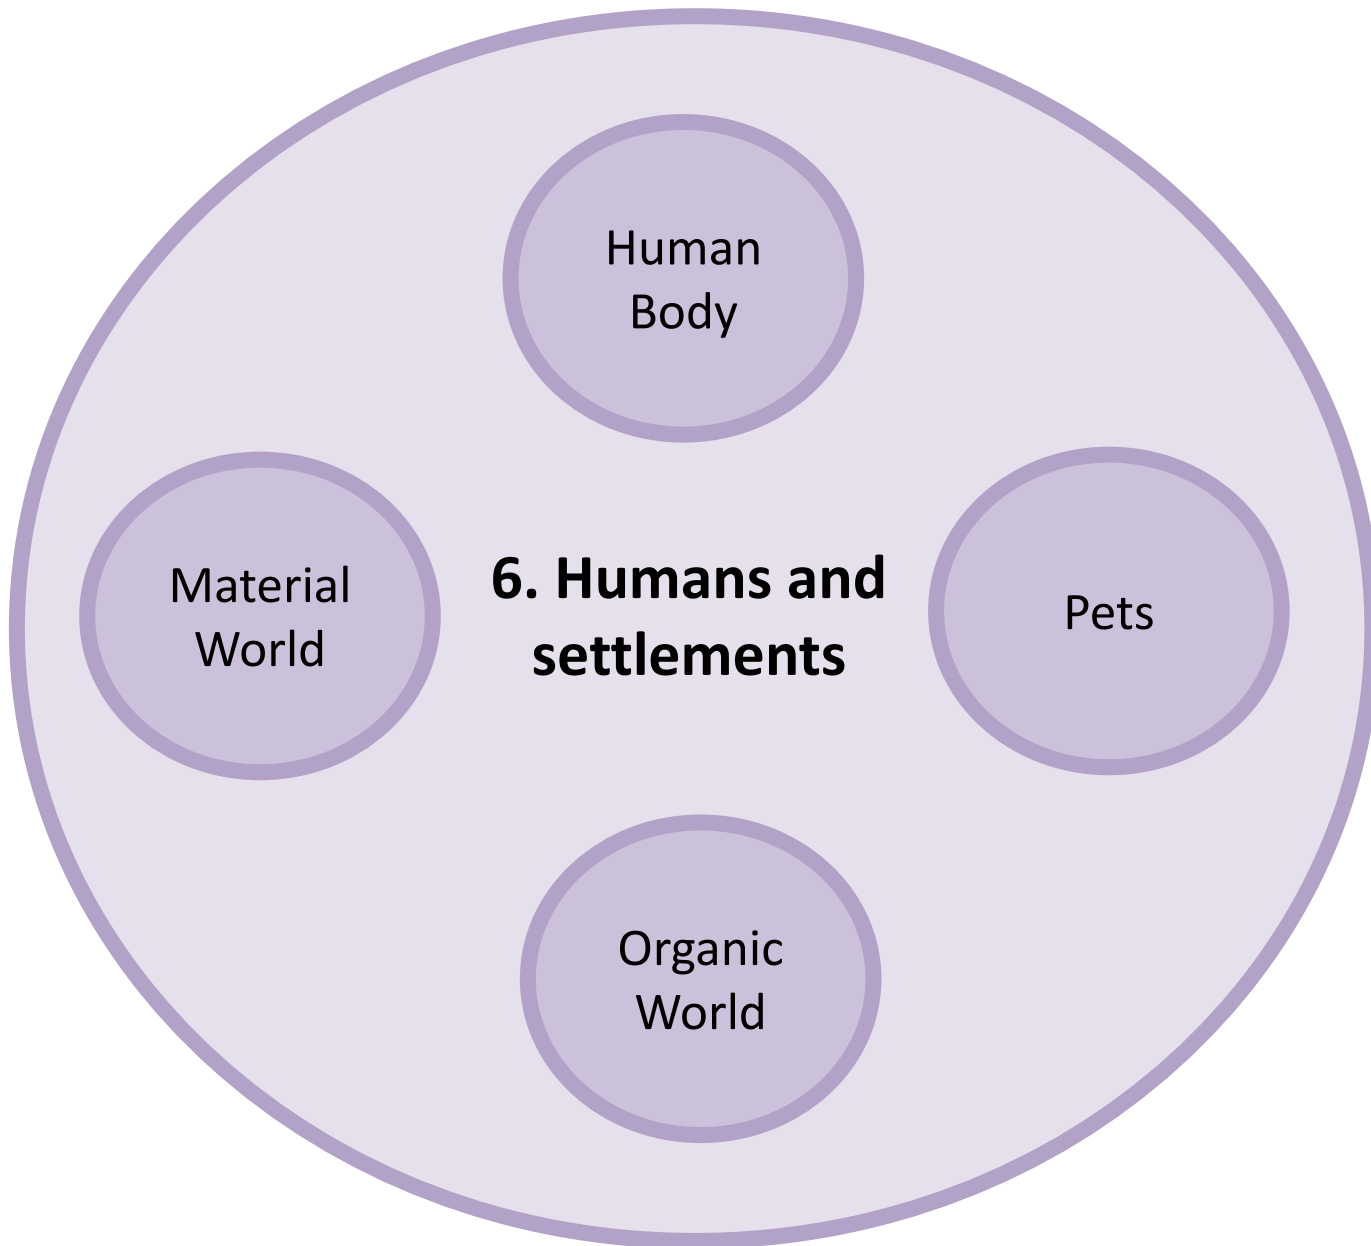 Human
Body
Material
World
6. Humans and
settlements
Pets
Organic
World